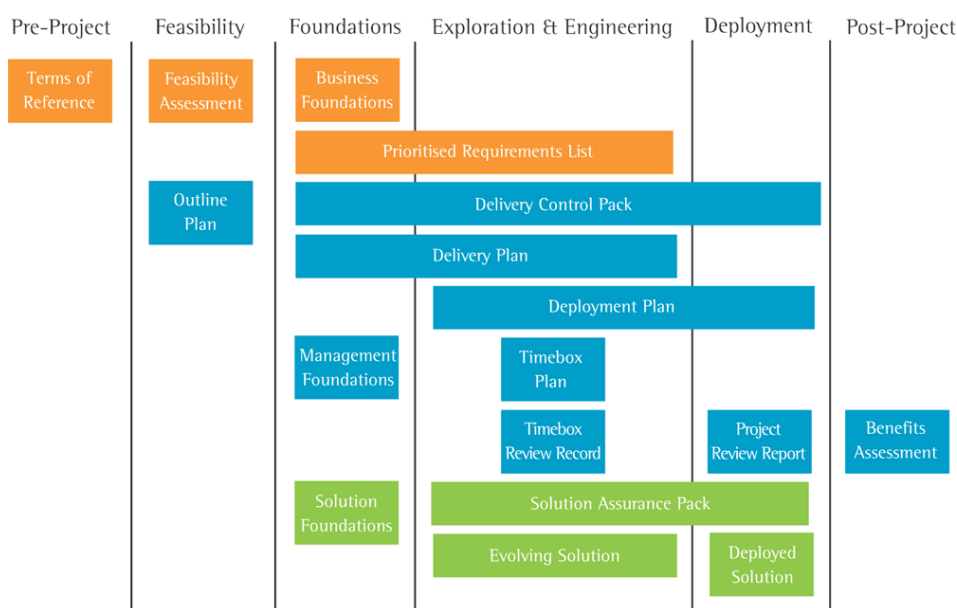 Pre-Project
Feasibility
Foundations
Exploration & Engineering
Deployment
Post-Project
Terms of
Reference
Feasibility
Assessment
Business
Foundations
Prioritised Requirements List
Outline
Plan
Delivery Control Pack
Delivery Plan
Deployment Plan
Management
Foundations
Timebox
Plan
Timebox
Review Record
Project
Review Report
Benefits
Assessment
Solution
Foundations
Solution Assurance Pack
Evolving Solution
Deployed
Solution